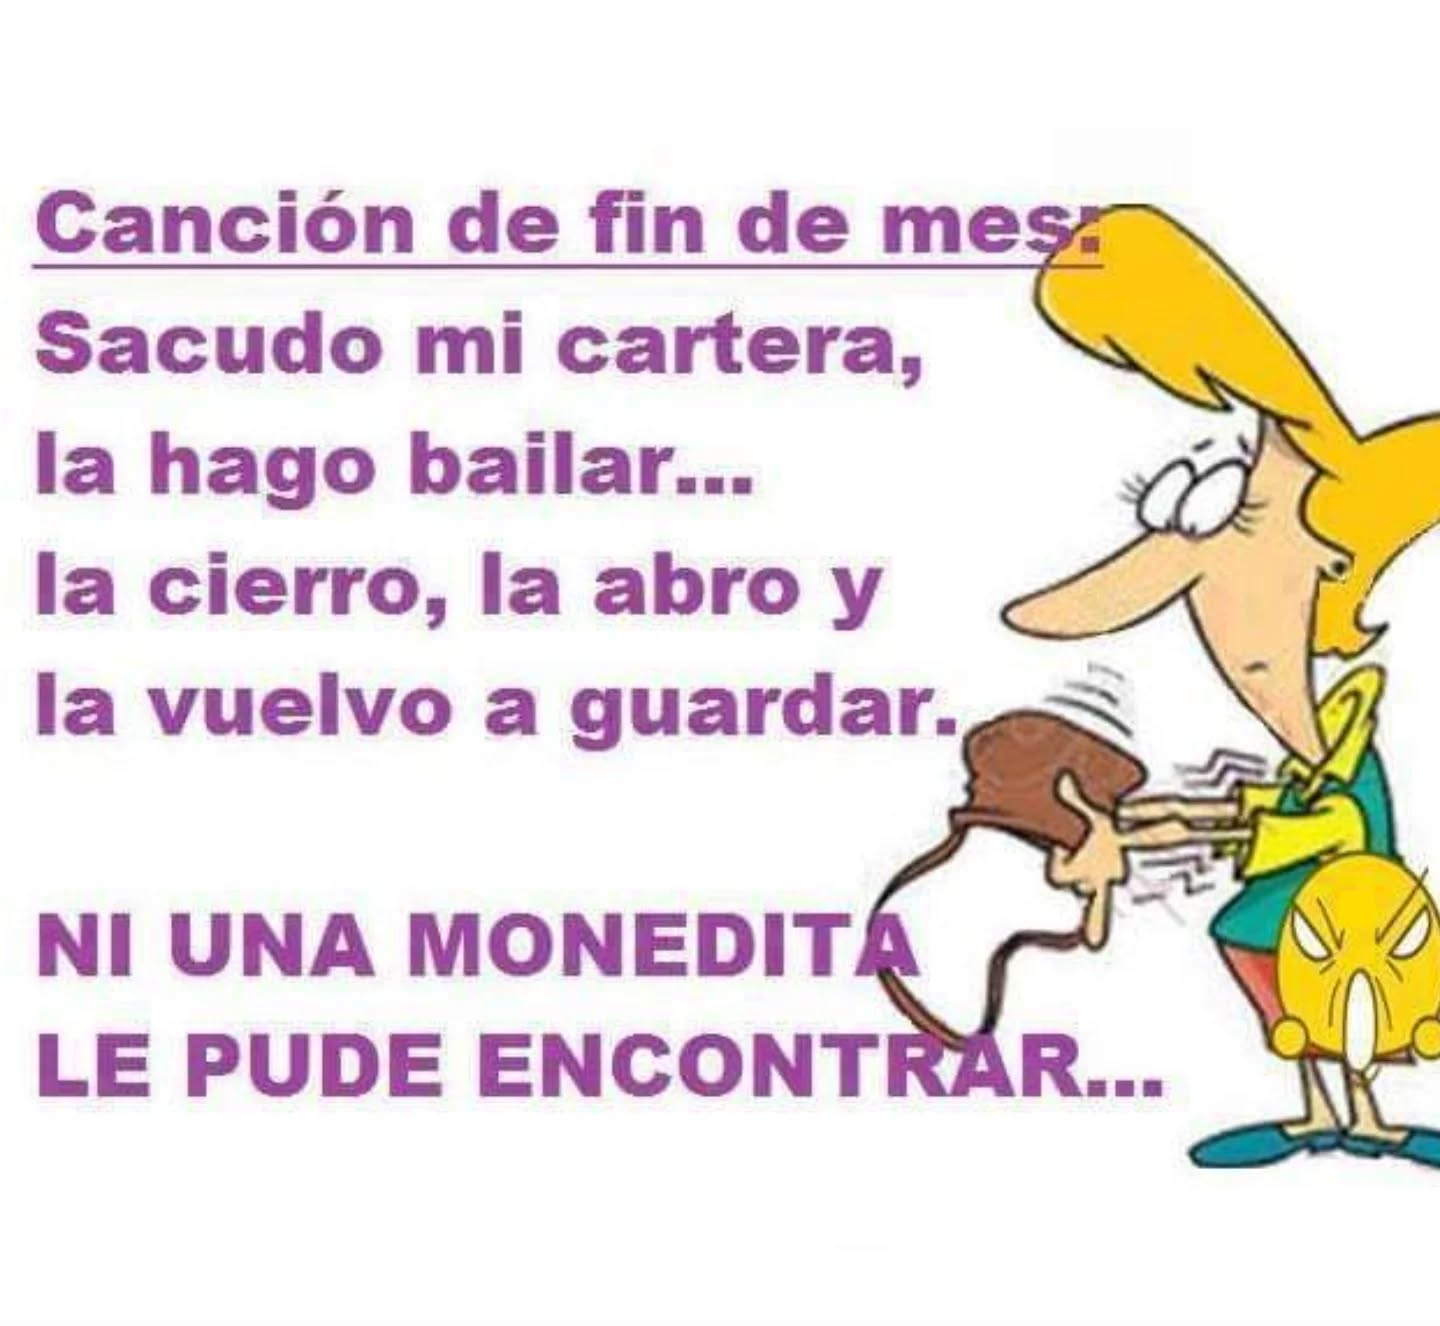 Canción de fin de mes:
Sacudo mi cartera,
la hago bailar...
la cierro, la abro y
la vuelvo a guardar.
NI UNA MONEDITA
LE PUDE ENCONTRAR...